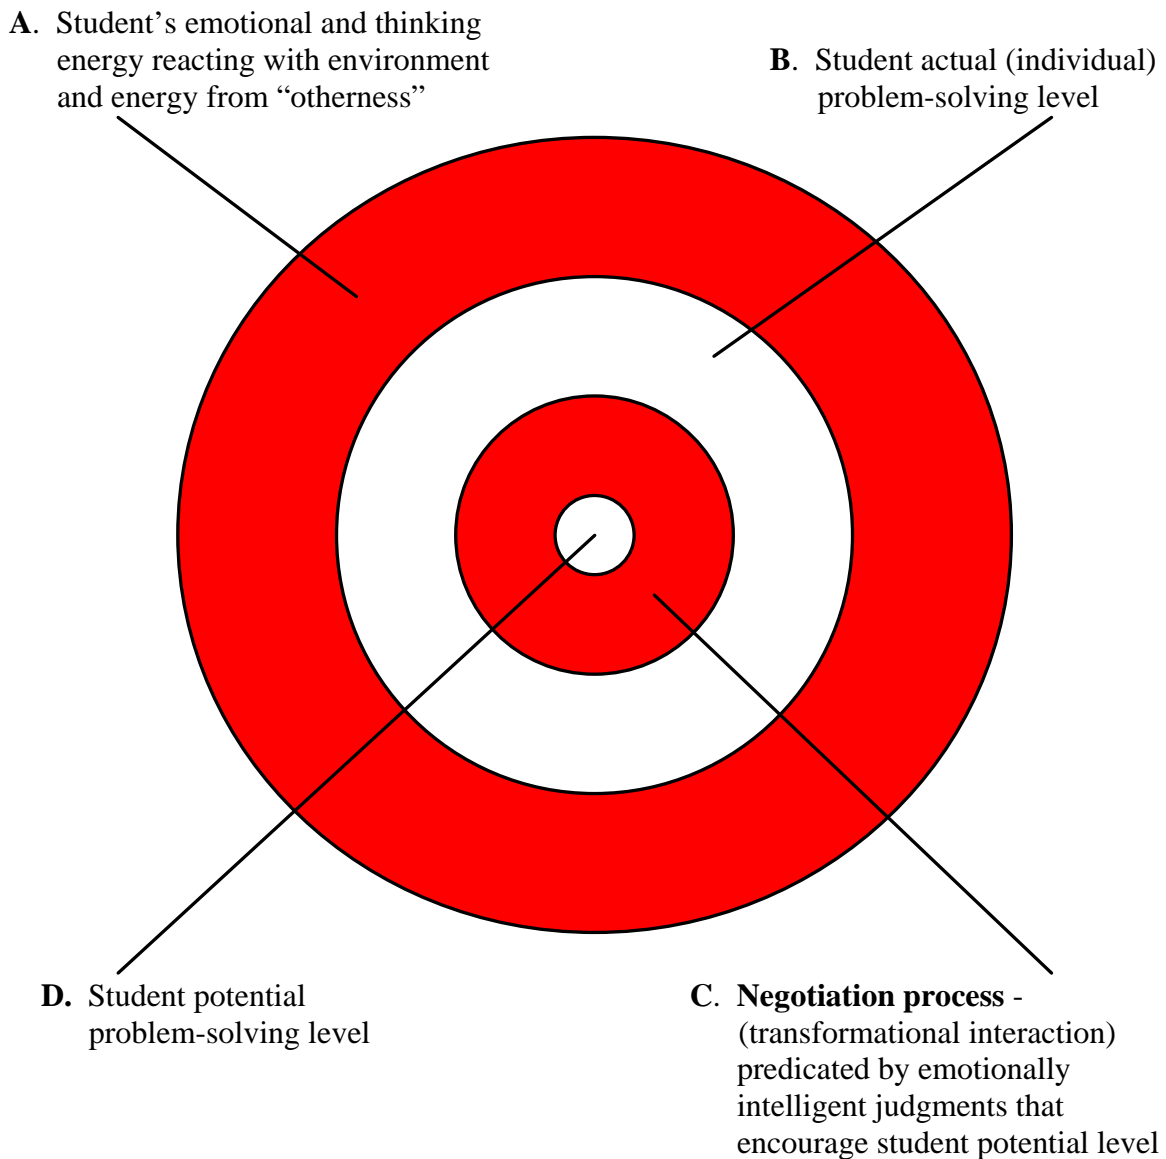 A. Student’s emotional and thinking
energy reacting with environment
and energy from “otherness”
B. Student actual (individual)
problem-solving level
D. Student potential
problem-solving level
C. Negotiation process -
(transformational interaction)
predicated by emotionally
intelligent judgments that
encourage student potential level